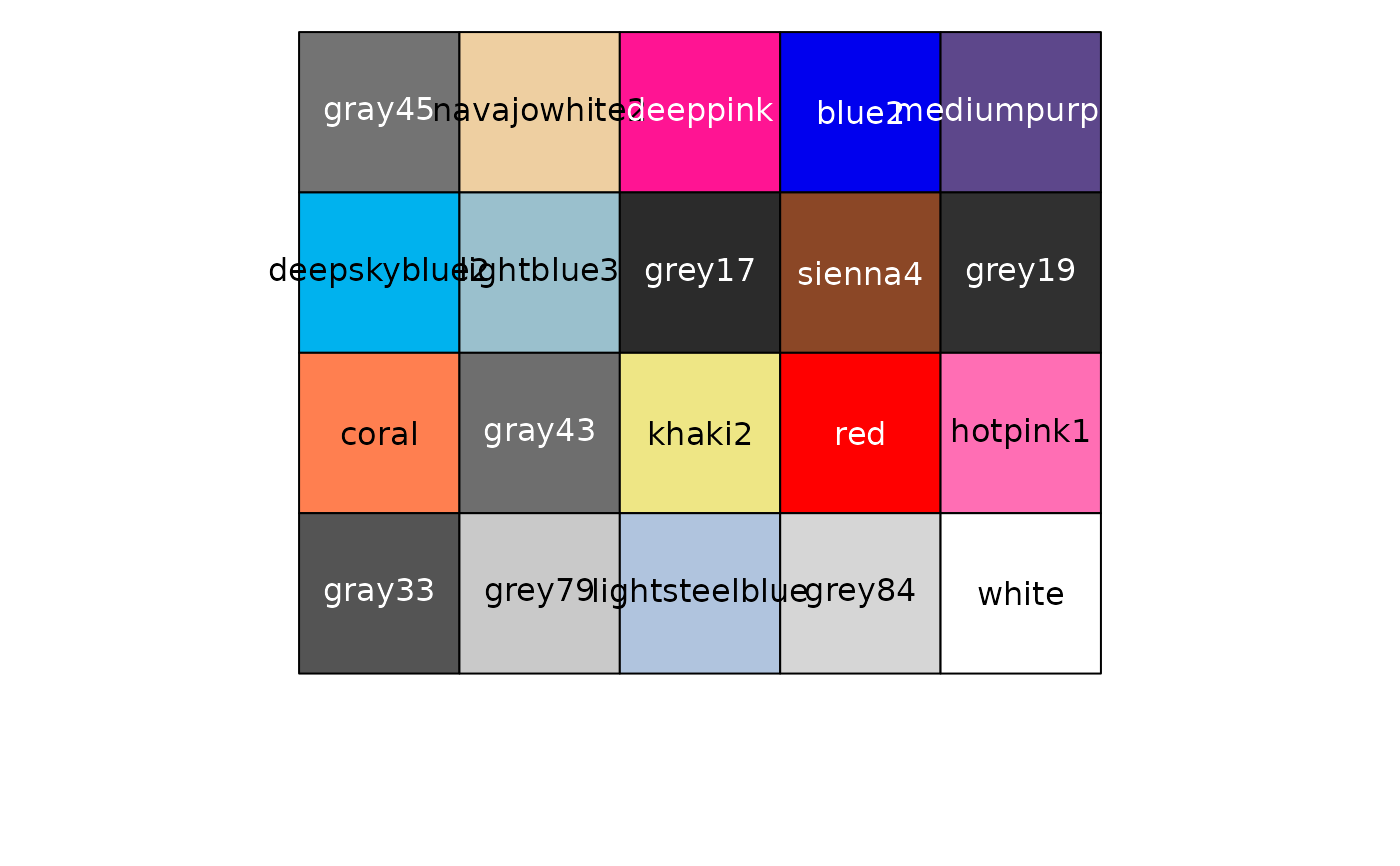 gray45 navajowhite2 deeppink blue2 mediumpurp
deepskyblue2 lightblue3 grey17 sienna4 grey19
coral gray43 khaki2 red hotpink1
gray33 grey79 lightsteelblue grey84 white